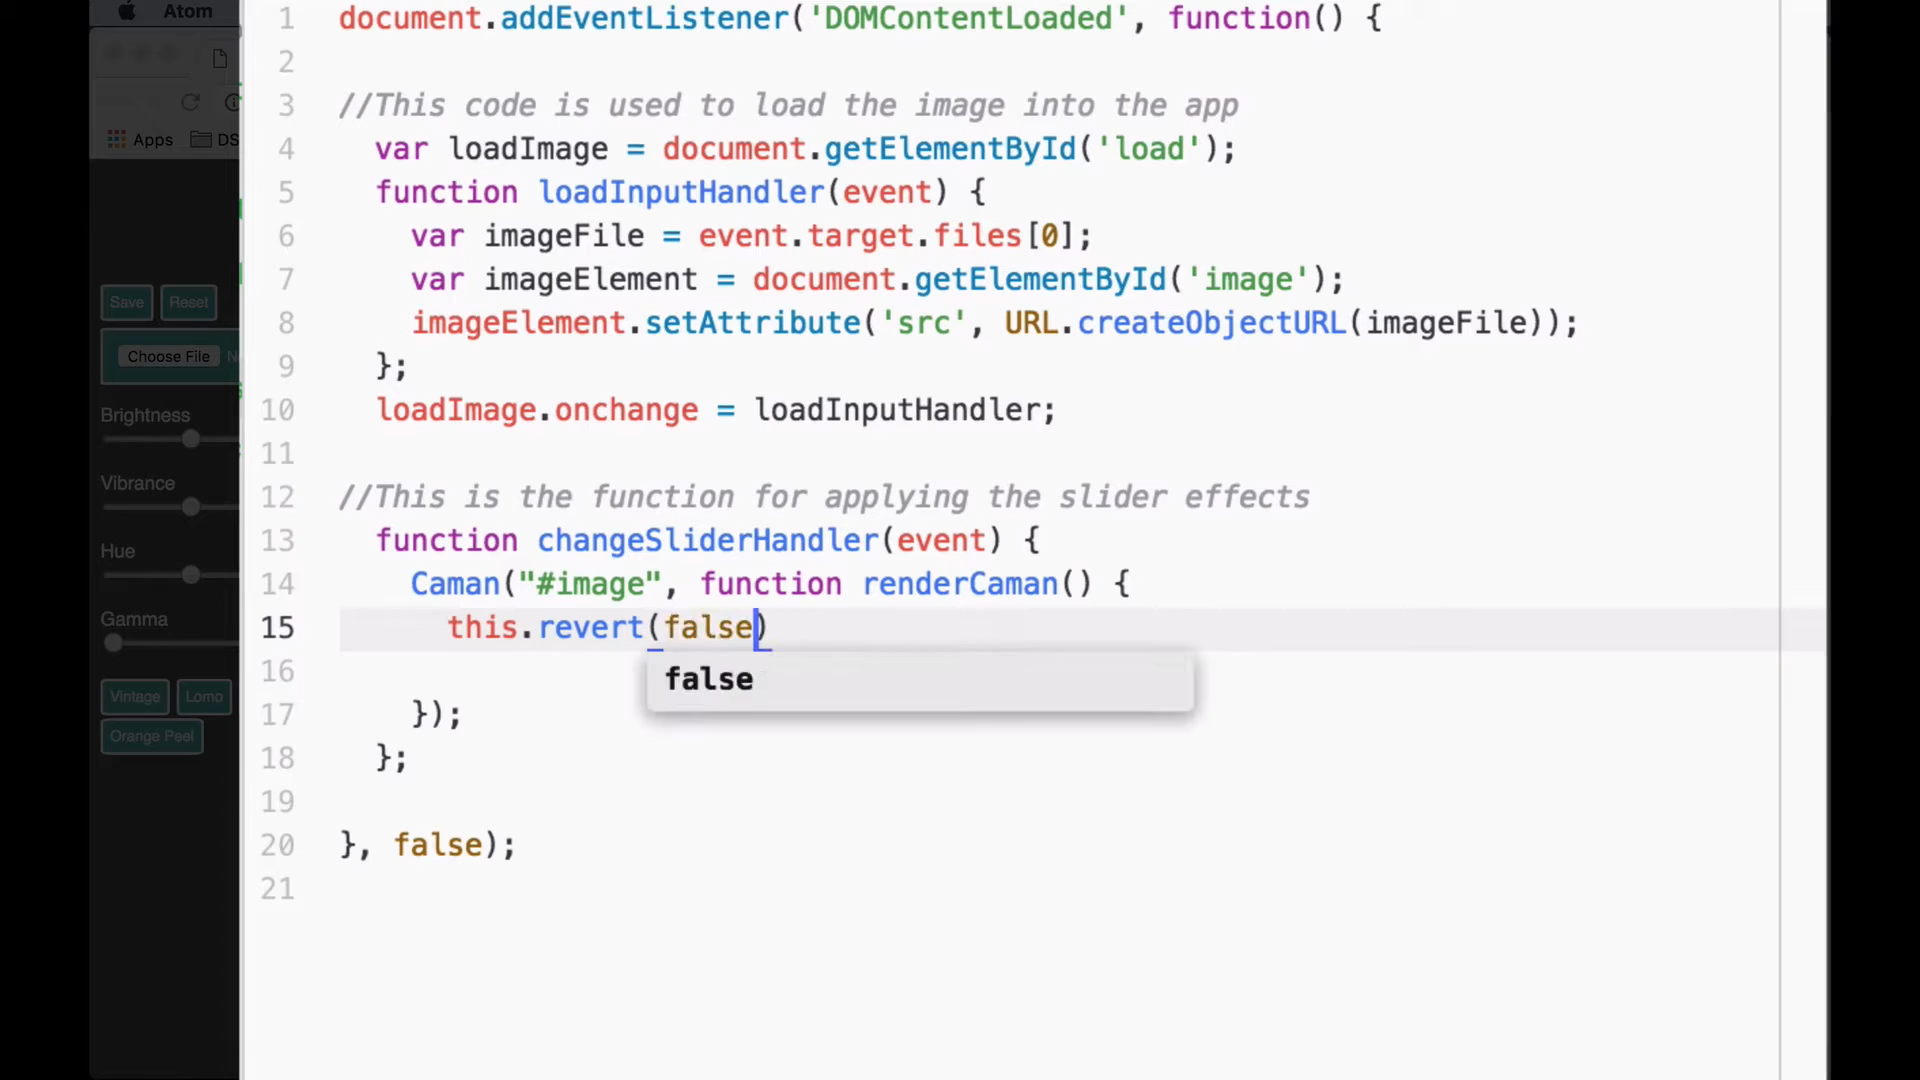 Atom
Apps DS
Save Reset
Choose File N
Brightness
Vibrance
Hue
Gamma
Vintage Lomo
Orange Peel
1 document.addEventListener('DOMContentLoaded', function() {
2
3 //This code is used to load the image into the app
4 var loadImage = document.getElementById('load');
5 function loadInputHandler(event) {
6 var imageFile = event.target.files[0];
7 var imageElement = document.getElementById('image');
8 imageElement.setAttribute('src', URL.createObjectURL(imageFile));
9 };
10 loadImage.onchange = loadInputHandler;
11
12 //This is the function for applying the slider effects
13 function changeSliderHandler(event) {
14 Caman("#image", function renderCaman() {
15 this.revert(false)
false
16
17 });
18 };
19
20 }, false);
21